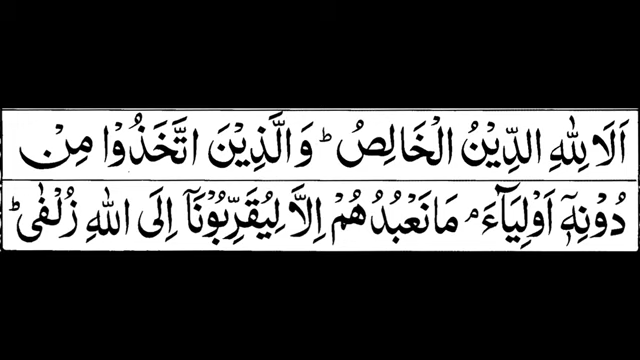 اَلَا لِلّٰهِ الدِّيْنُ الْخَالِصُ ؕ وَالَّذِيْنَ اتَّخَذُوْا مِنْ
دُوْنِهٖۤ اَوْلِيَآءَ ۘ مَا نَعْبُدُهُمْ اِلَّا لِيُقَرِّبُوْنَاۤ اِلَى اللّٰهِ زُلْفٰى ؕ